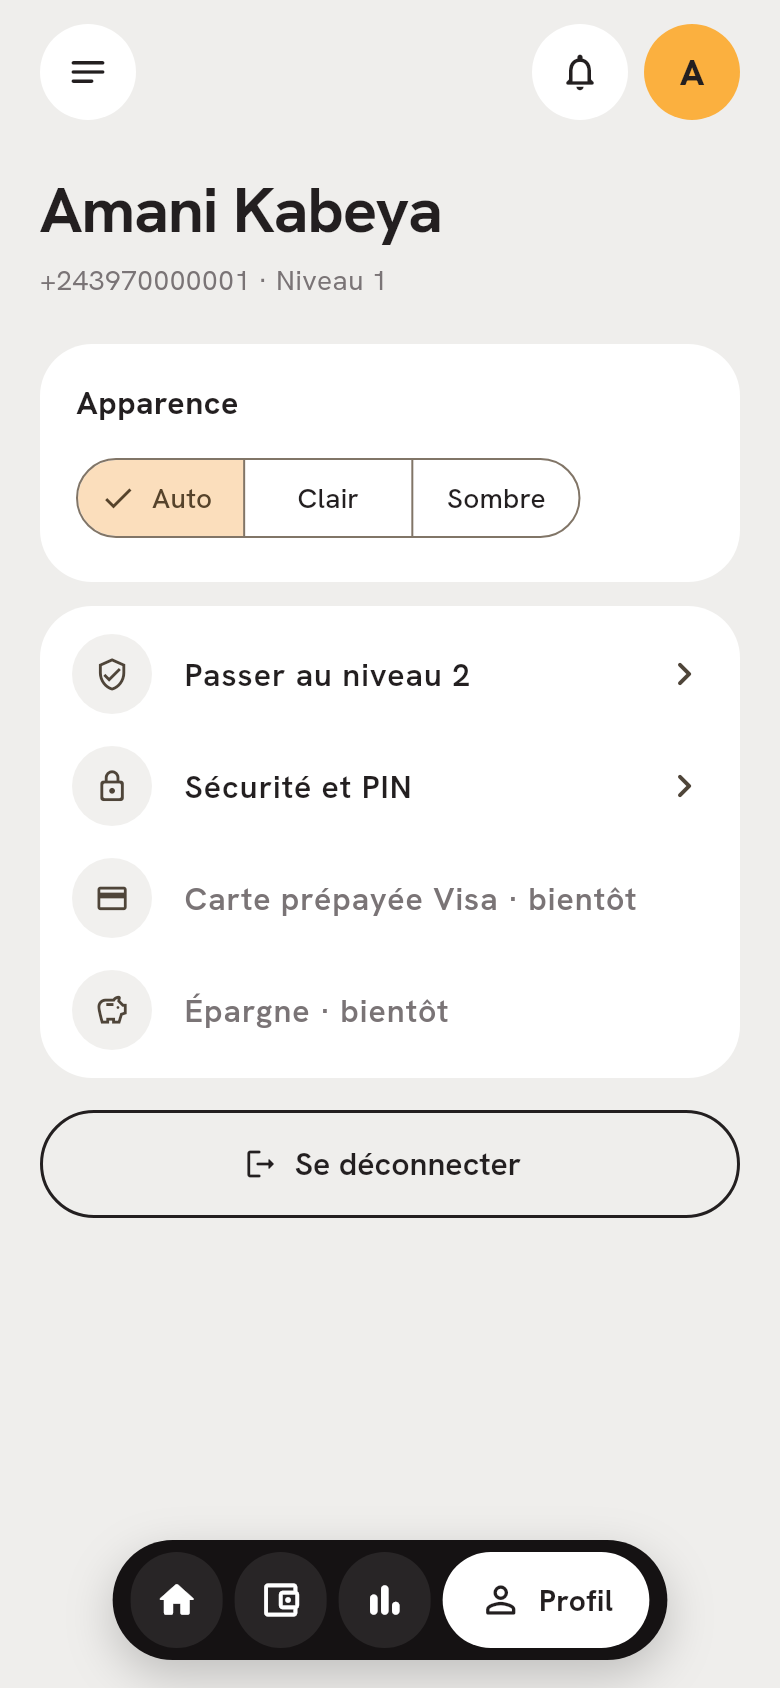 A
Amani Kabeya
+243970000001 · Niveau 1
Apparence
Auto
Clair
Sombre
Passer au niveau 2
Sécurité et PIN
Carte prépayée Visa · bientôt
Épargne · bientôt
Se déconnecter
Profil